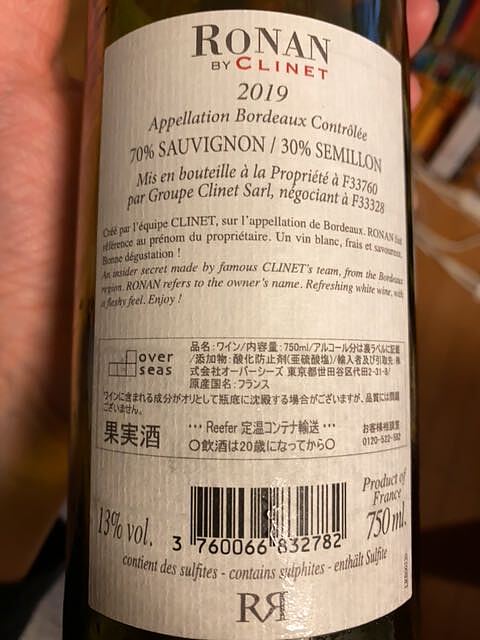 RONAN
BY CLINET
2019
Appellation Bordeaux Contrôlée
70% SAUVIGNON / 30% SEMILLON
Mis en bouteille à la Propriété à F33760
par Groupe Clinet Sarl, négociant à F33328
Créé par l'équipe CLINET, sur l'appellation de Bordeaux. RONAN fait
référence au prénom du propriétaire. Un vin blanc, frais et savoureux.
Bonne dégustation !
An insider secret made by famous CLINET's team, from the Bordeaux
region. RONAN refers to the owner's name. Refreshing white wine, with
a fleshy feel. Enjoy !
over
seas
品名:ワイン/内容量:750ml/アルコール分は裏ラベルに記載
/添加物:酸化防止剤(亜硫酸塩)/輸入者及び引取先:株
式会社オーバーシーズ 東京都世田谷区代田2-31-8/
原産国名:フランス
ワインに含まれる成分がオリとして瓶底に沈殿する場合がございますが、品質には問題
ございません。
果実酒
… Reefer 定温コンテナ輸送 …
○飲酒は20歳になってから○
お客様相談室
0120-522-582
Product of
France
13% vol.
750 ml.
3 760066 832782
contient des sulfites - contains sulphites - enthält Sulfite
RR